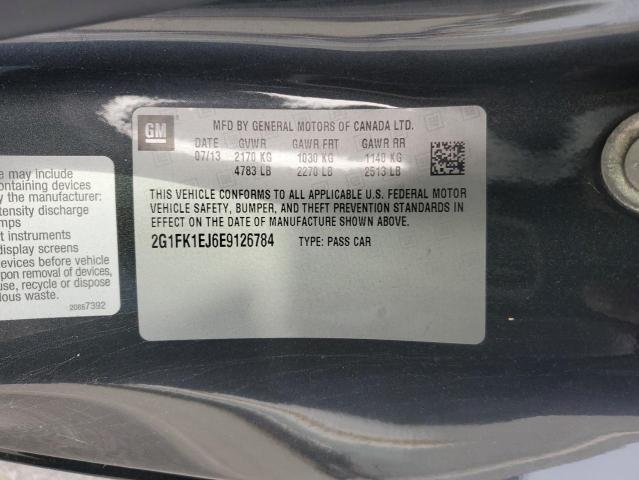 GM
MFD BY GENERAL MOTORS OF CANADA LTD.
DATE GVWR GAWR FRT GAWR RR
07/13 2170 KG 1030 KG 1140 KG
4783 LB 2270 LB 2513 LB
THIS VEHICLE CONFORMS TO ALL APPLICABLE U.S. FEDERAL MOTOR
VEHICLE SAFETY, BUMPER, AND THEFT PREVENTION STANDARDS IN
EFFECT ON THE DATE OF MANUFACTURE SHOWN ABOVE.
2G1FK1EJ6E9126784 TYPE: PASS CAR
e may include
ontaining devices
y the manufacturer:
tensity discharge
mps
t instruments
display screens
evices before vehicle
pon removal of devices,
use, recycle or dispose
lous waste.
20887392